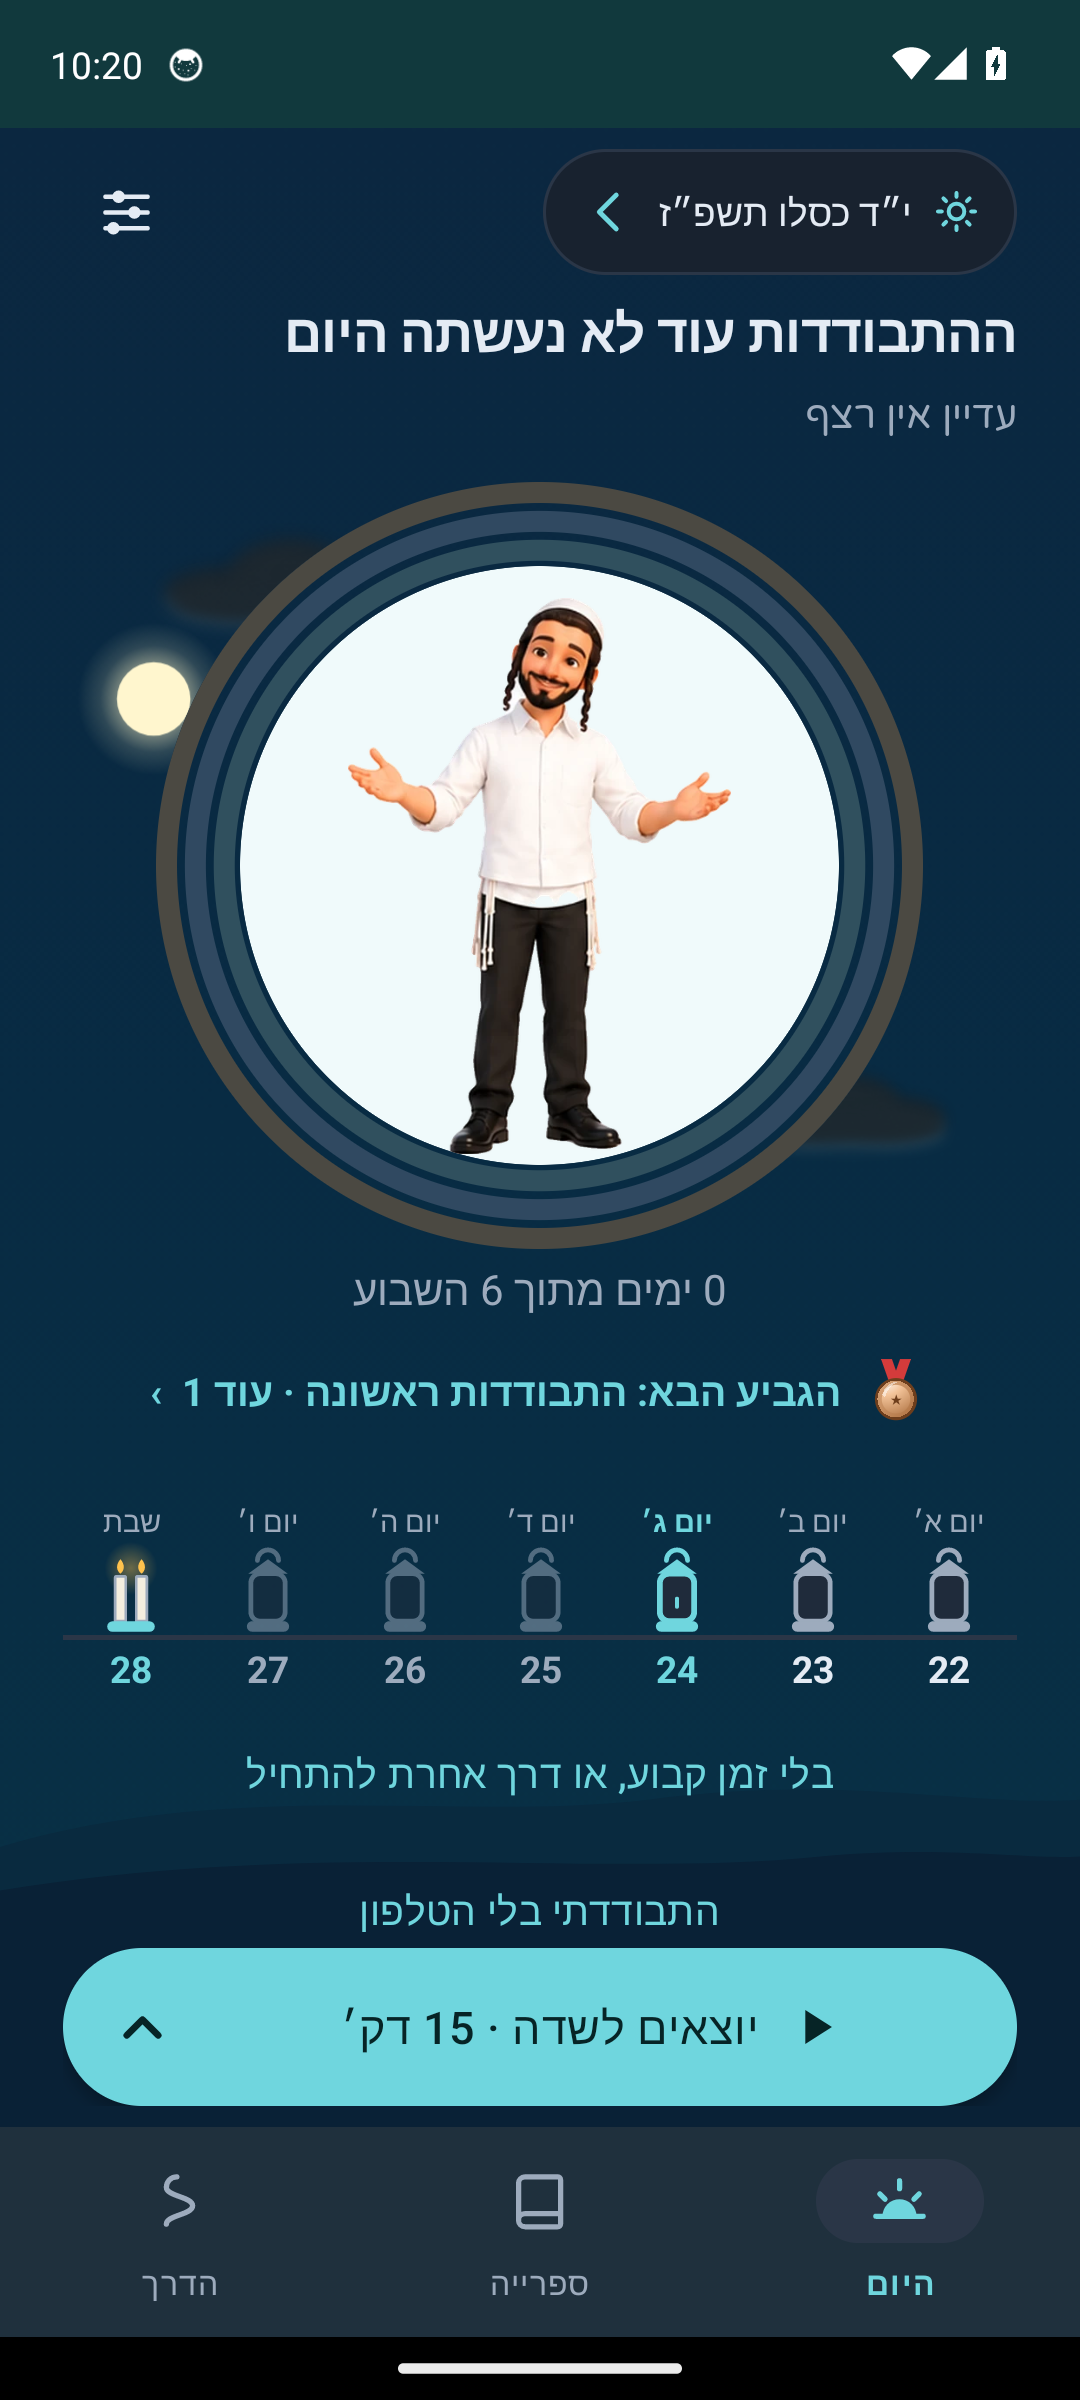 10:20
י״ד כסלו תשפ״ז
ההתבודדות עוד לא נעשתה היום
עדיין אין רצף
0 ימים מתוך 6 השבוע
הגביע הבא: התבודדות ראשונה · עוד 1 ›
יום א׳ יום ב׳ יום ג׳ יום ד׳ יום ה׳ יום ו׳ שבת
22 23 24 25 26 27 28
בלי זמן קבוע, או דרך אחרת להתחיל
התבודדתי בלי הטלפון
יוצאים לשדה · 15 דק׳
היום ספרייה הדרך